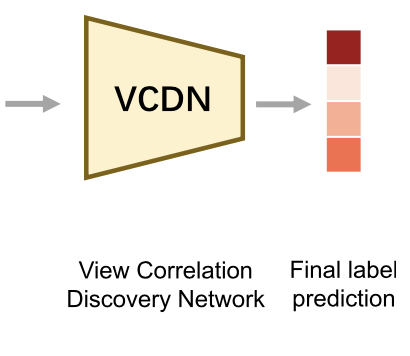 VCDN
View Correlation
Discovery Network
Final label
prediction